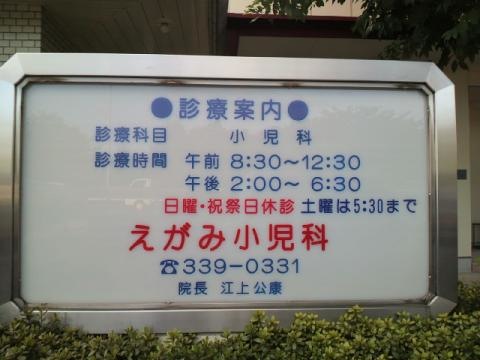 ●診療案内●
診療科目 小児科
診療時間 午前 8:30〜12:30
午後 2:00〜 6:30
日曜・祝祭日休診 土曜は5:30まで
えがみ小児科
☎339-0331
院長 江上公康